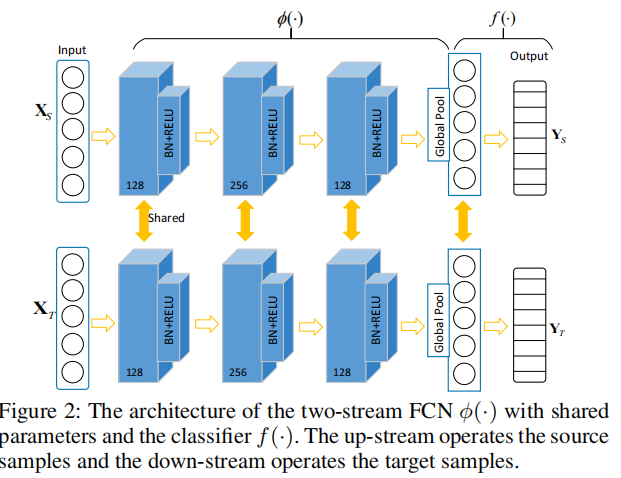 ϕ(·)
f(·)
Input
Output
X_S
128
BN+RELU
256
BN+RELU
128
BN+RELU
Global Pool
Y_S
Shared
X_T
128
BN+RELU
256
BN+RELU
128
BN+RELU
Global Pool
Y_T
Figure 2: The architecture of the two-stream FCN ϕ(·) with shared
parameters and the classifier f(·). The up-stream operates the source
samples and the down-stream operates the target samples.